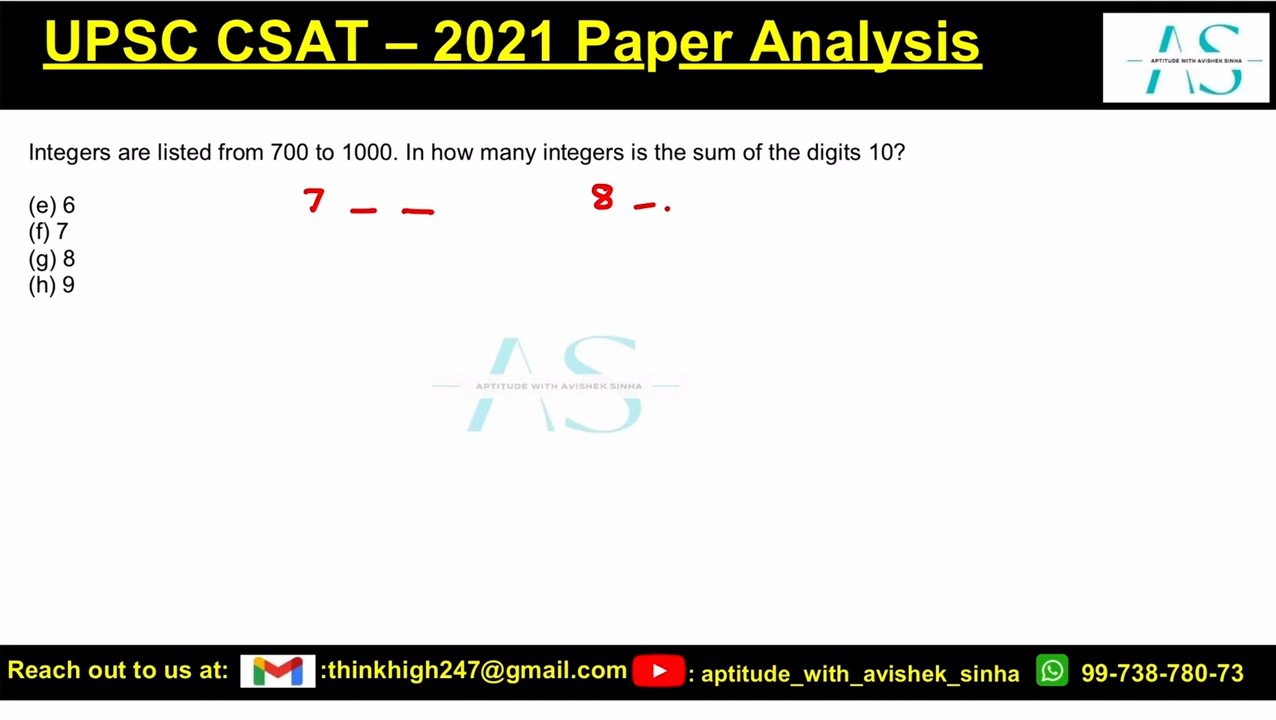 UPSC CSAT – 2021 Paper Analysis
AS
APTITUDE WITH AVISHEK SINHA
Integers are listed from 700 to 1000. In how many integers is the sum of the digits 10?
7 _ _ 8 _ .
(e) 6
(f) 7
(g) 8
(h) 9
AS
APTITUDE WITH AVISHEK SINHA
Reach out to us at: :thinkhigh247@gmail.com : aptitude_with_avishek_sinha 99-738-780-73